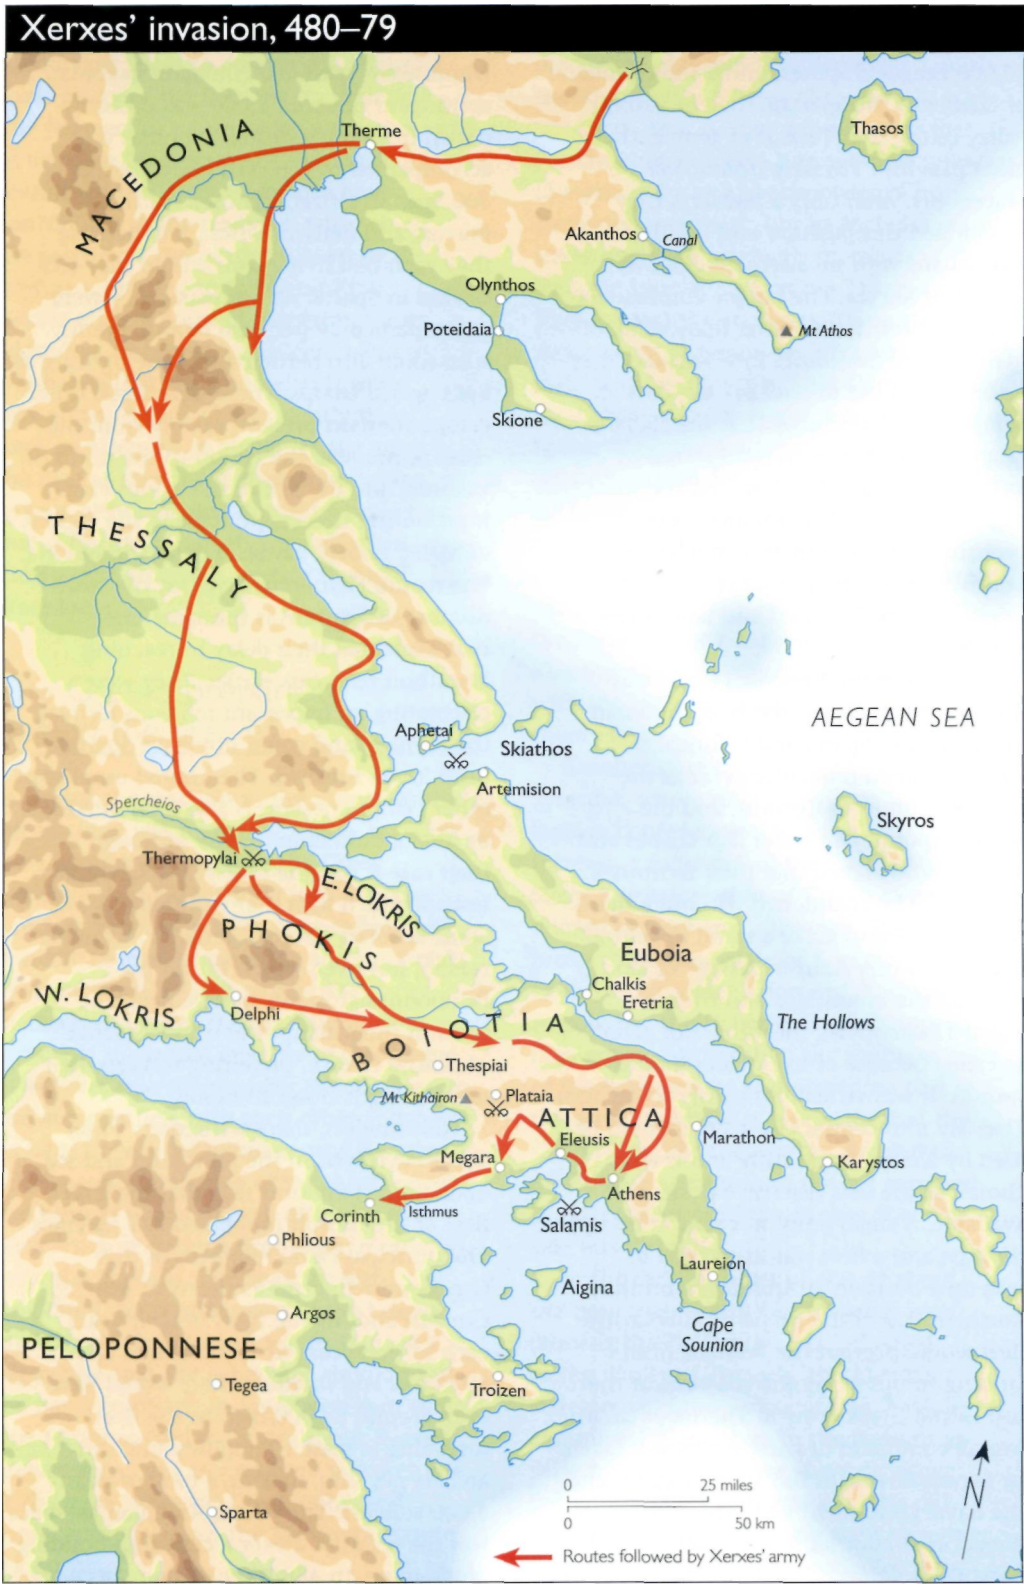 Xerxes’ invasion, 480–79
Therme
Thasos
MACEDONIA
Akanthos
Canal
Olynthos
Poteidaia
Mt Athos
Skione
THESSALY
AEGEAN SEA
Aphetai
Skiathos
Artemision
Spercheios
Skyros
Thermopylai
E. LOKRIS
PHOKIS
Euboia
Chalkis
Eretria
W. LOKRIS
Delphi
The Hollows
BOIOTIA
Thespiai
Mt Kithairon
Plataia
ATTICA
Eleusis
Marathon
Megara
Karystos
Athens
Corinth
Isthmus
Salamis
Phlious
Laureion
Aigina
Argos
Cape
Sounion
PELOPONNESE
Tegea
Troizen
0 25 miles
0 50 km
N
Sparta
Routes followed by Xerxes’ army